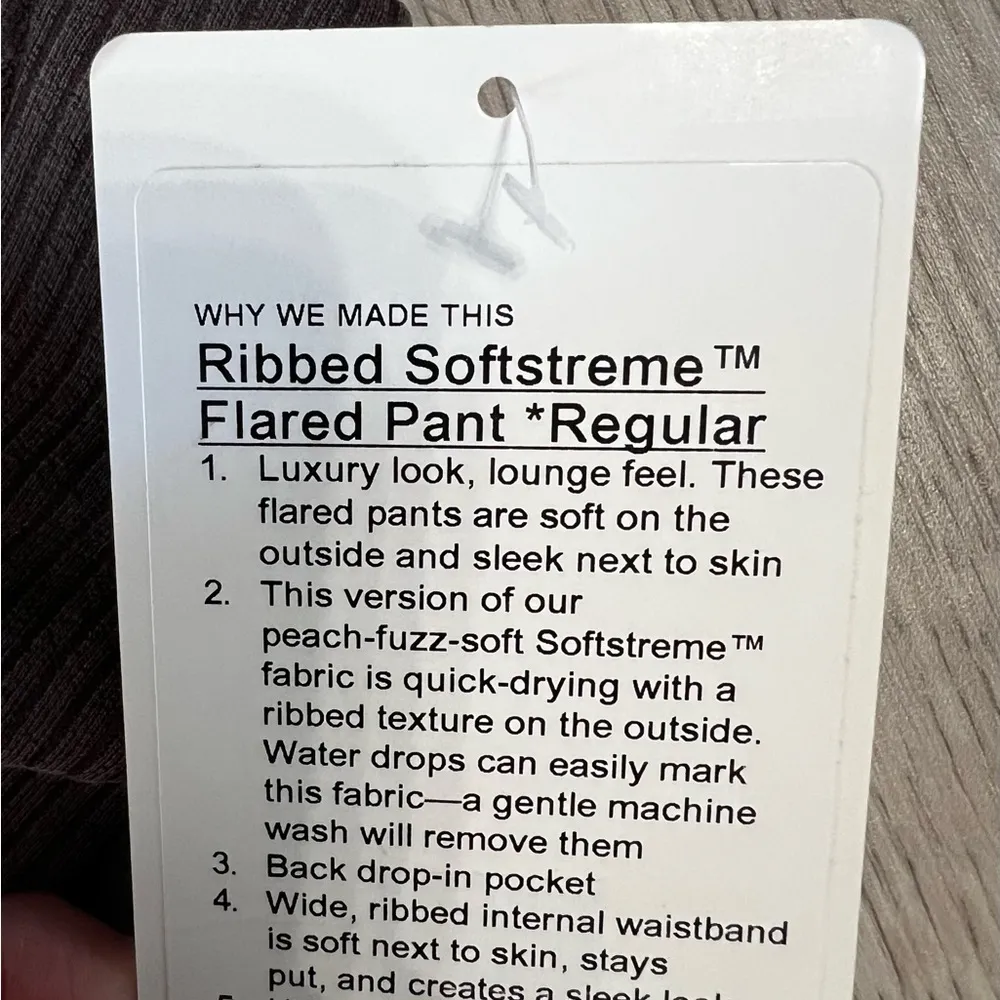 WHY WE MADE THIS
Ribbed Softstreme™
Flared Pant *Regular
1. Luxury look, lounge feel. These
flared pants are soft on the
outside and sleek next to skin
2. This version of our
peach-fuzz-soft Softstreme™
fabric is quick-drying with a
ribbed texture on the outside.
Water drops can easily mark
this fabric—a gentle machine
wash will remove them
3. Back drop-in pocket
4. Wide, ribbed internal waistband
is soft next to skin, stays
put, and creates a sleek look